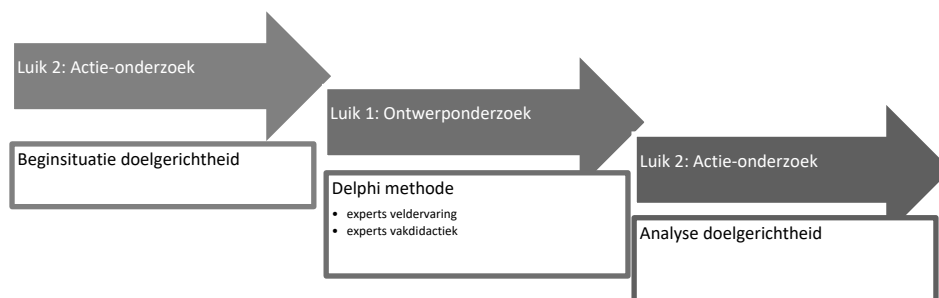 Luik 2: Actie-onderzoek
Beginsituatie doelgerichtheid
Luik 1: Ontwerponderzoek
Delphi methode
• experts veldervaring
• experts vakdidactiek
Luik 2: Actie-onderzoek
Analyse doelgerichtheid